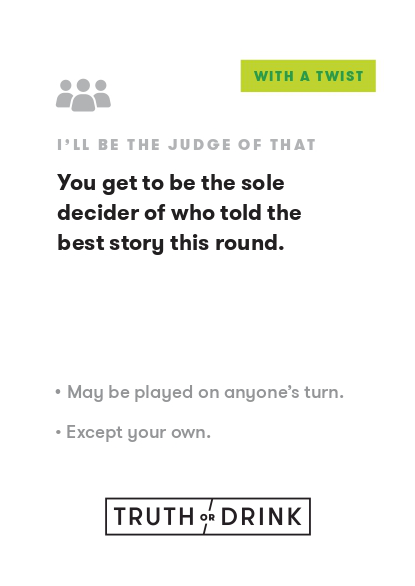 WITH A TWIST
I'LL BE THE JUDGE OF THAT
You get to be the sole
decider of who told the
best story this round.
• May be played on anyone's turn.
• Except your own.
TRUTH OR DRINK